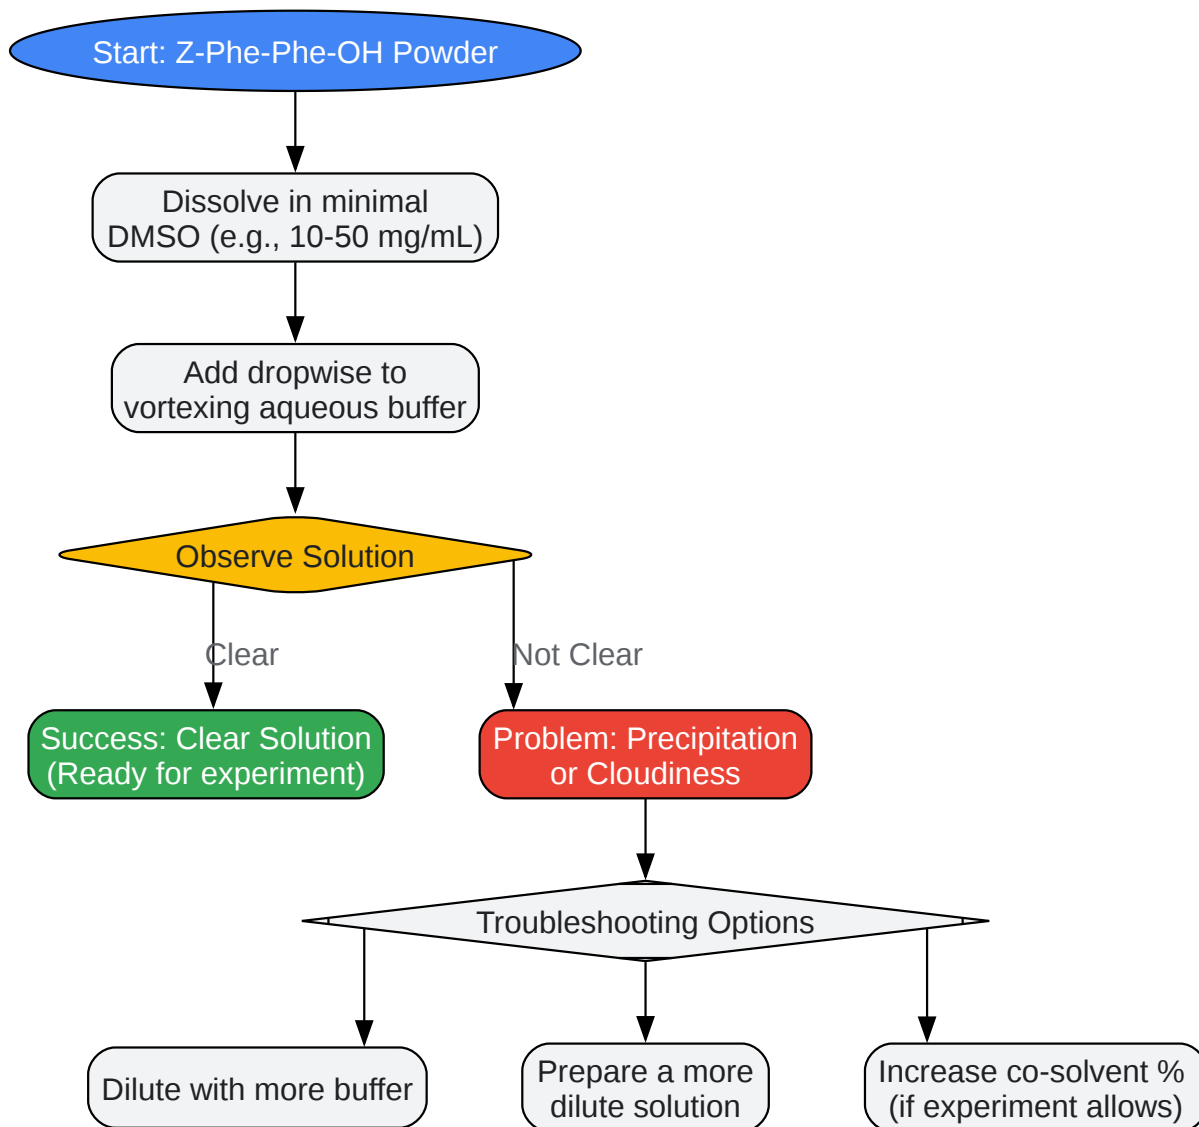 Start: Z-Phe-Phe-OH Powder
Dissolve in minimal
DMSO (e.g., 10-50 mg/mL)
Add dropwise to
vortexing aqueous buffer
Observe Solution
Clear
Not Clear
Success: Clear Solution
(Ready for experiment)
Problem: Precipitation
or Cloudiness
Troubleshooting Options
Dilute with more buffer
Prepare a more
dilute solution
Increase co-solvent %
(if experiment allows)